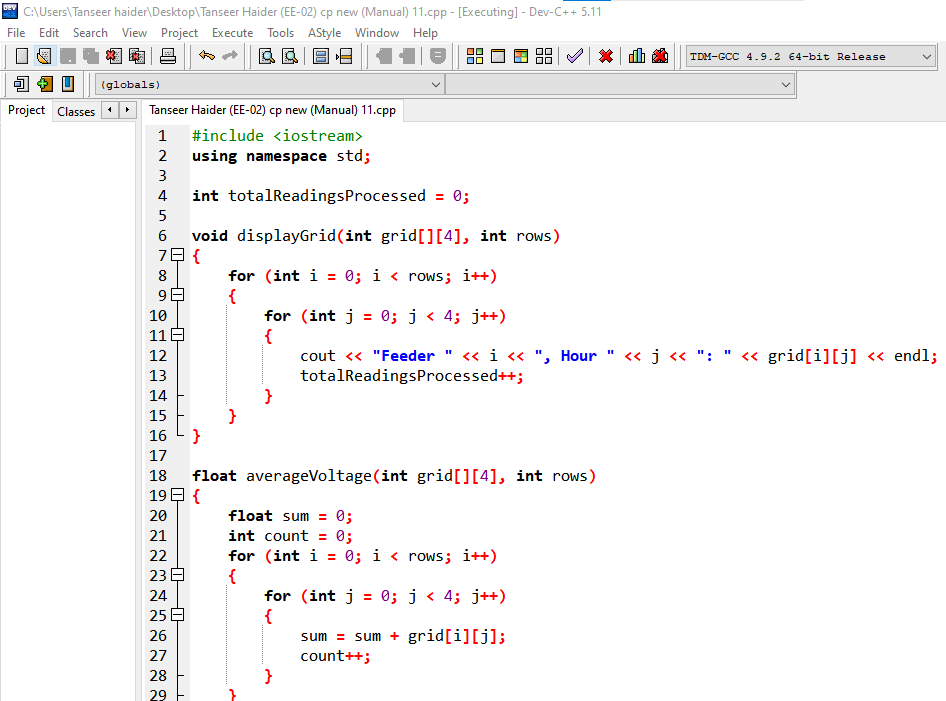 C:\Users\Tanseer haider\Desktop\Tanseer Haider (EE-02) cp new (Manual) 11.cpp - [Executing] - Dev-C++ 5.11
File Edit Search View Project Execute Tools AStyle Window Help
TDM-GCC 4.9.2 64-bit Release
(globals)
Project Classes Tanseer Haider (EE-02) cp new (Manual) 11.cpp
1 #include <iostream>
2 using namespace std;
3
4 int totalReadingsProcessed = 0;
5
6 void displayGrid(int grid[][4], int rows)
7 {
8     for (int i = 0; i < rows; i++)
9     {
10         for (int j = 0; j < 4; j++)
11         {
12             cout << "Feeder " << i << ", Hour " << j << ": " << grid[i][j] << endl;
13             totalReadingsProcessed++;
14         }
15     }
16 }
17
18 float averageVoltage(int grid[][4], int rows)
19 {
20     float sum = 0;
21     int count = 0;
22     for (int i = 0; i < rows; i++)
23     {
24         for (int j = 0; j < 4; j++)
25         {
26             sum = sum + grid[i][j];
27             count++;
28         }
29     }